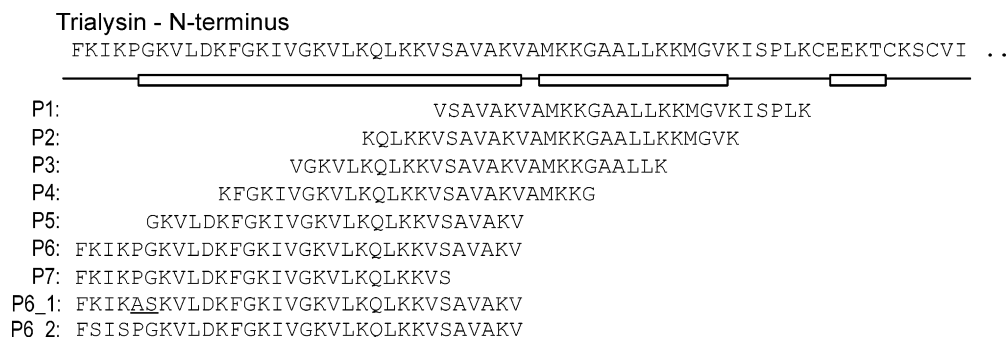 Trialysin - N-terminus
FKIKPGKVLDKFGKIVGKVLKQLKKVSAVAKVAMKKGAALLKKMGVKISPLKCEEKTCKSCVI ..
P1: VSAVAKVAMKKGAALLKKMGVKISPLK
P2: KQLKKVSAVAKVAMKKGAALLKKMGVK
P3: VGKVLKQLKKVSAVAKVAMKKGAALLK
P4: KFGKIVGKVLKQLKKVSAVAKVAMKKG
P5: GKVLDKFGKIVGKVLKQLKKVSAVAKV
P6: FKIKPGKVLDKFGKIVGKVLKQLKKVSAVAKV
P7: FKIKPGKVLDKFGKIVGKVLKQLKKVS
P6_1: FKIKASKVLDKFGKIVGKVLKQLKKVSAVAKV
P6_2: FSISPGKVLDKFGKIVGKVLKQLKKVSAVAKV